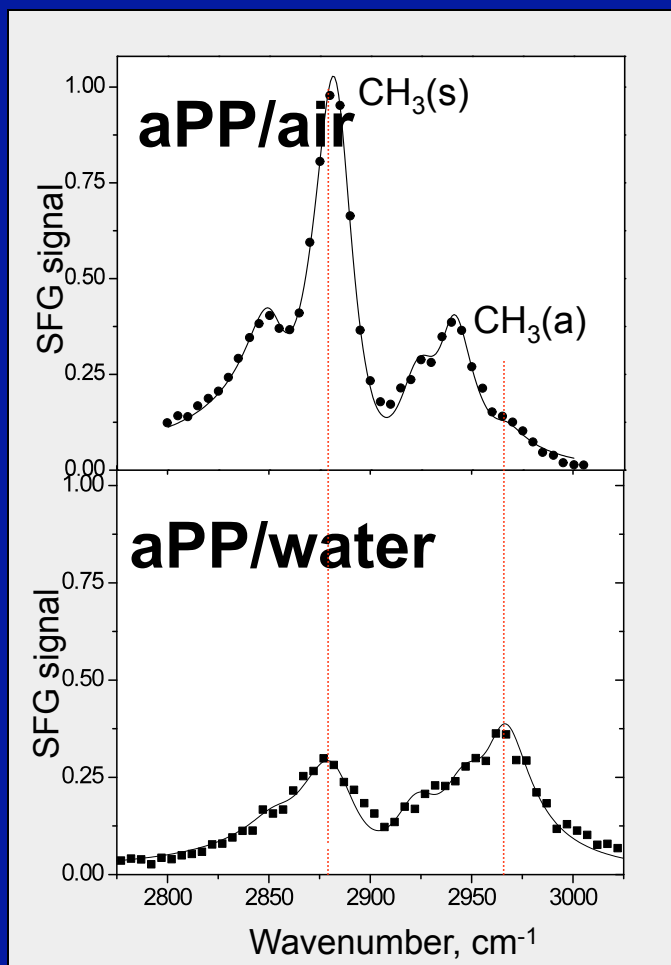 aPP/air
CH₃(s)
CH₃(a)
SFG signal
1.00
0.75
0.50
0.25
0.00
aPP/water
SFG signal
1.00
0.75
0.50
0.25
0.00
2800 2850 2900 2950 3000
Wavenumber, cm⁻¹